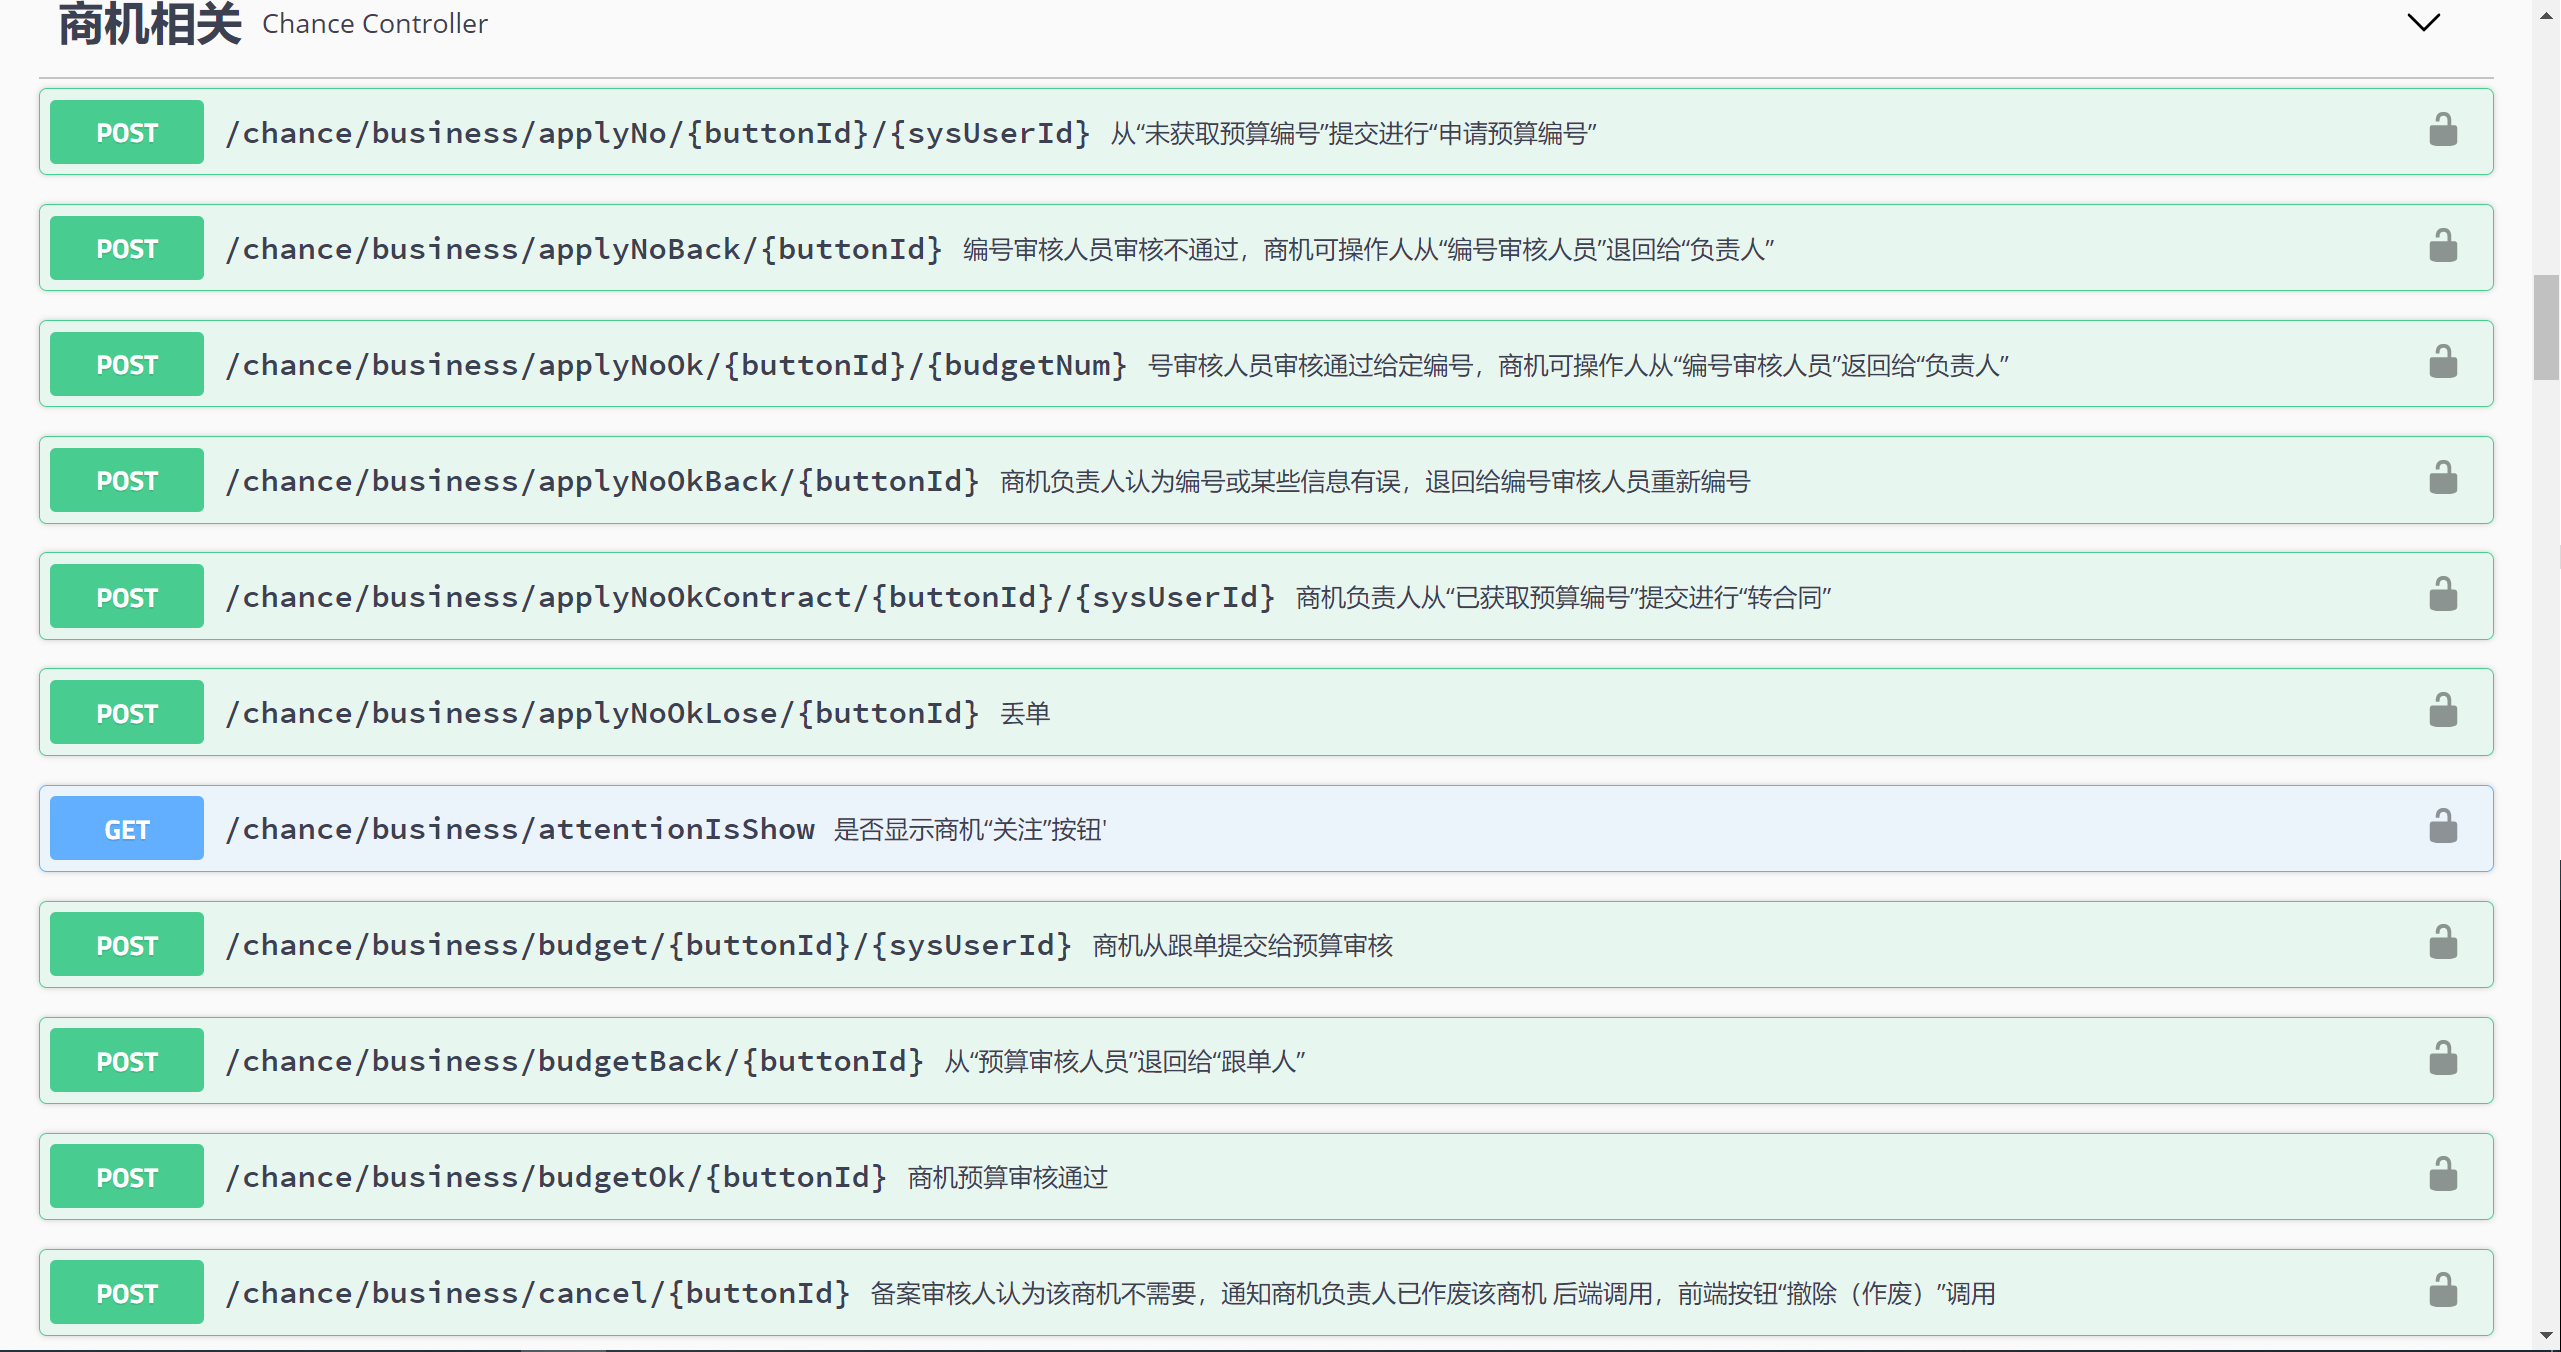 商机相关 Chance Controller
POST /chance/business/applyNo/{buttonId}/{sysUserId} 从“未获取预算编号”提交进行“申请预算编号”
POST /chance/business/applyNoBack/{buttonId} 编号审核人员审核不通过，商机可操作人从“编号审核人员”退回给“负责人”
POST /chance/business/applyNoOk/{buttonId}/{budgetNum} 号审核人员审核通过给定编号，商机可操作人从“编号审核人员”返回给“负责人”
POST /chance/business/applyNoOkBack/{buttonId} 商机负责人认为编号或某些信息有误，退回给编号审核人员重新编号
POST /chance/business/applyNoOkContract/{buttonId}/{sysUserId} 商机负责人从“已获取预算编号”提交进行“转合同”
POST /chance/business/applyNoOkLose/{buttonId} 丢单
GET /chance/business/attentionIsShow 是否显示商机“关注”按钮'
POST /chance/business/budget/{buttonId}/{sysUserId} 商机从跟单提交给预算审核
POST /chance/business/budgetBack/{buttonId} 从“预算审核人员”退回给“跟单人”
POST /chance/business/budgetOk/{buttonId} 商机预算审核通过
POST /chance/business/cancel/{buttonId} 备案审核人认为该商机不需要，通知商机负责人已作废该商机 后端调用，前端按钮“撤除（作废）”调用